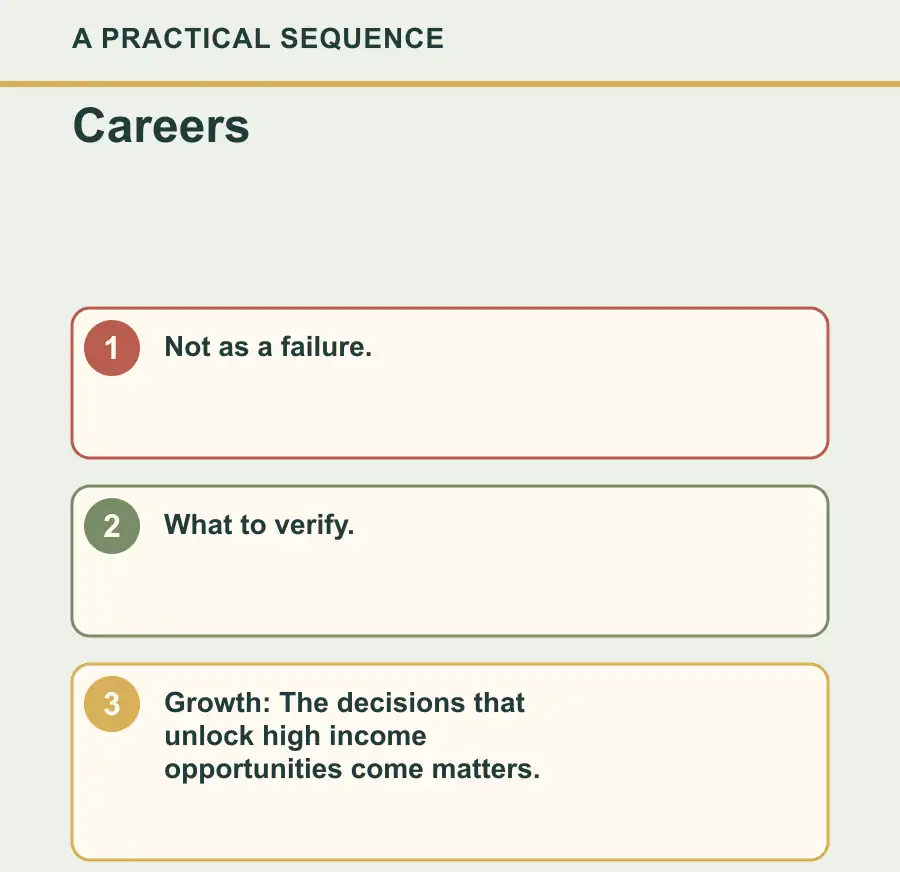 A PRACTICAL SEQUENCE
Careers
1
Not as a failure.
2
What to verify.
3
Growth: The decisions that
unlock high income
opportunities come matters.